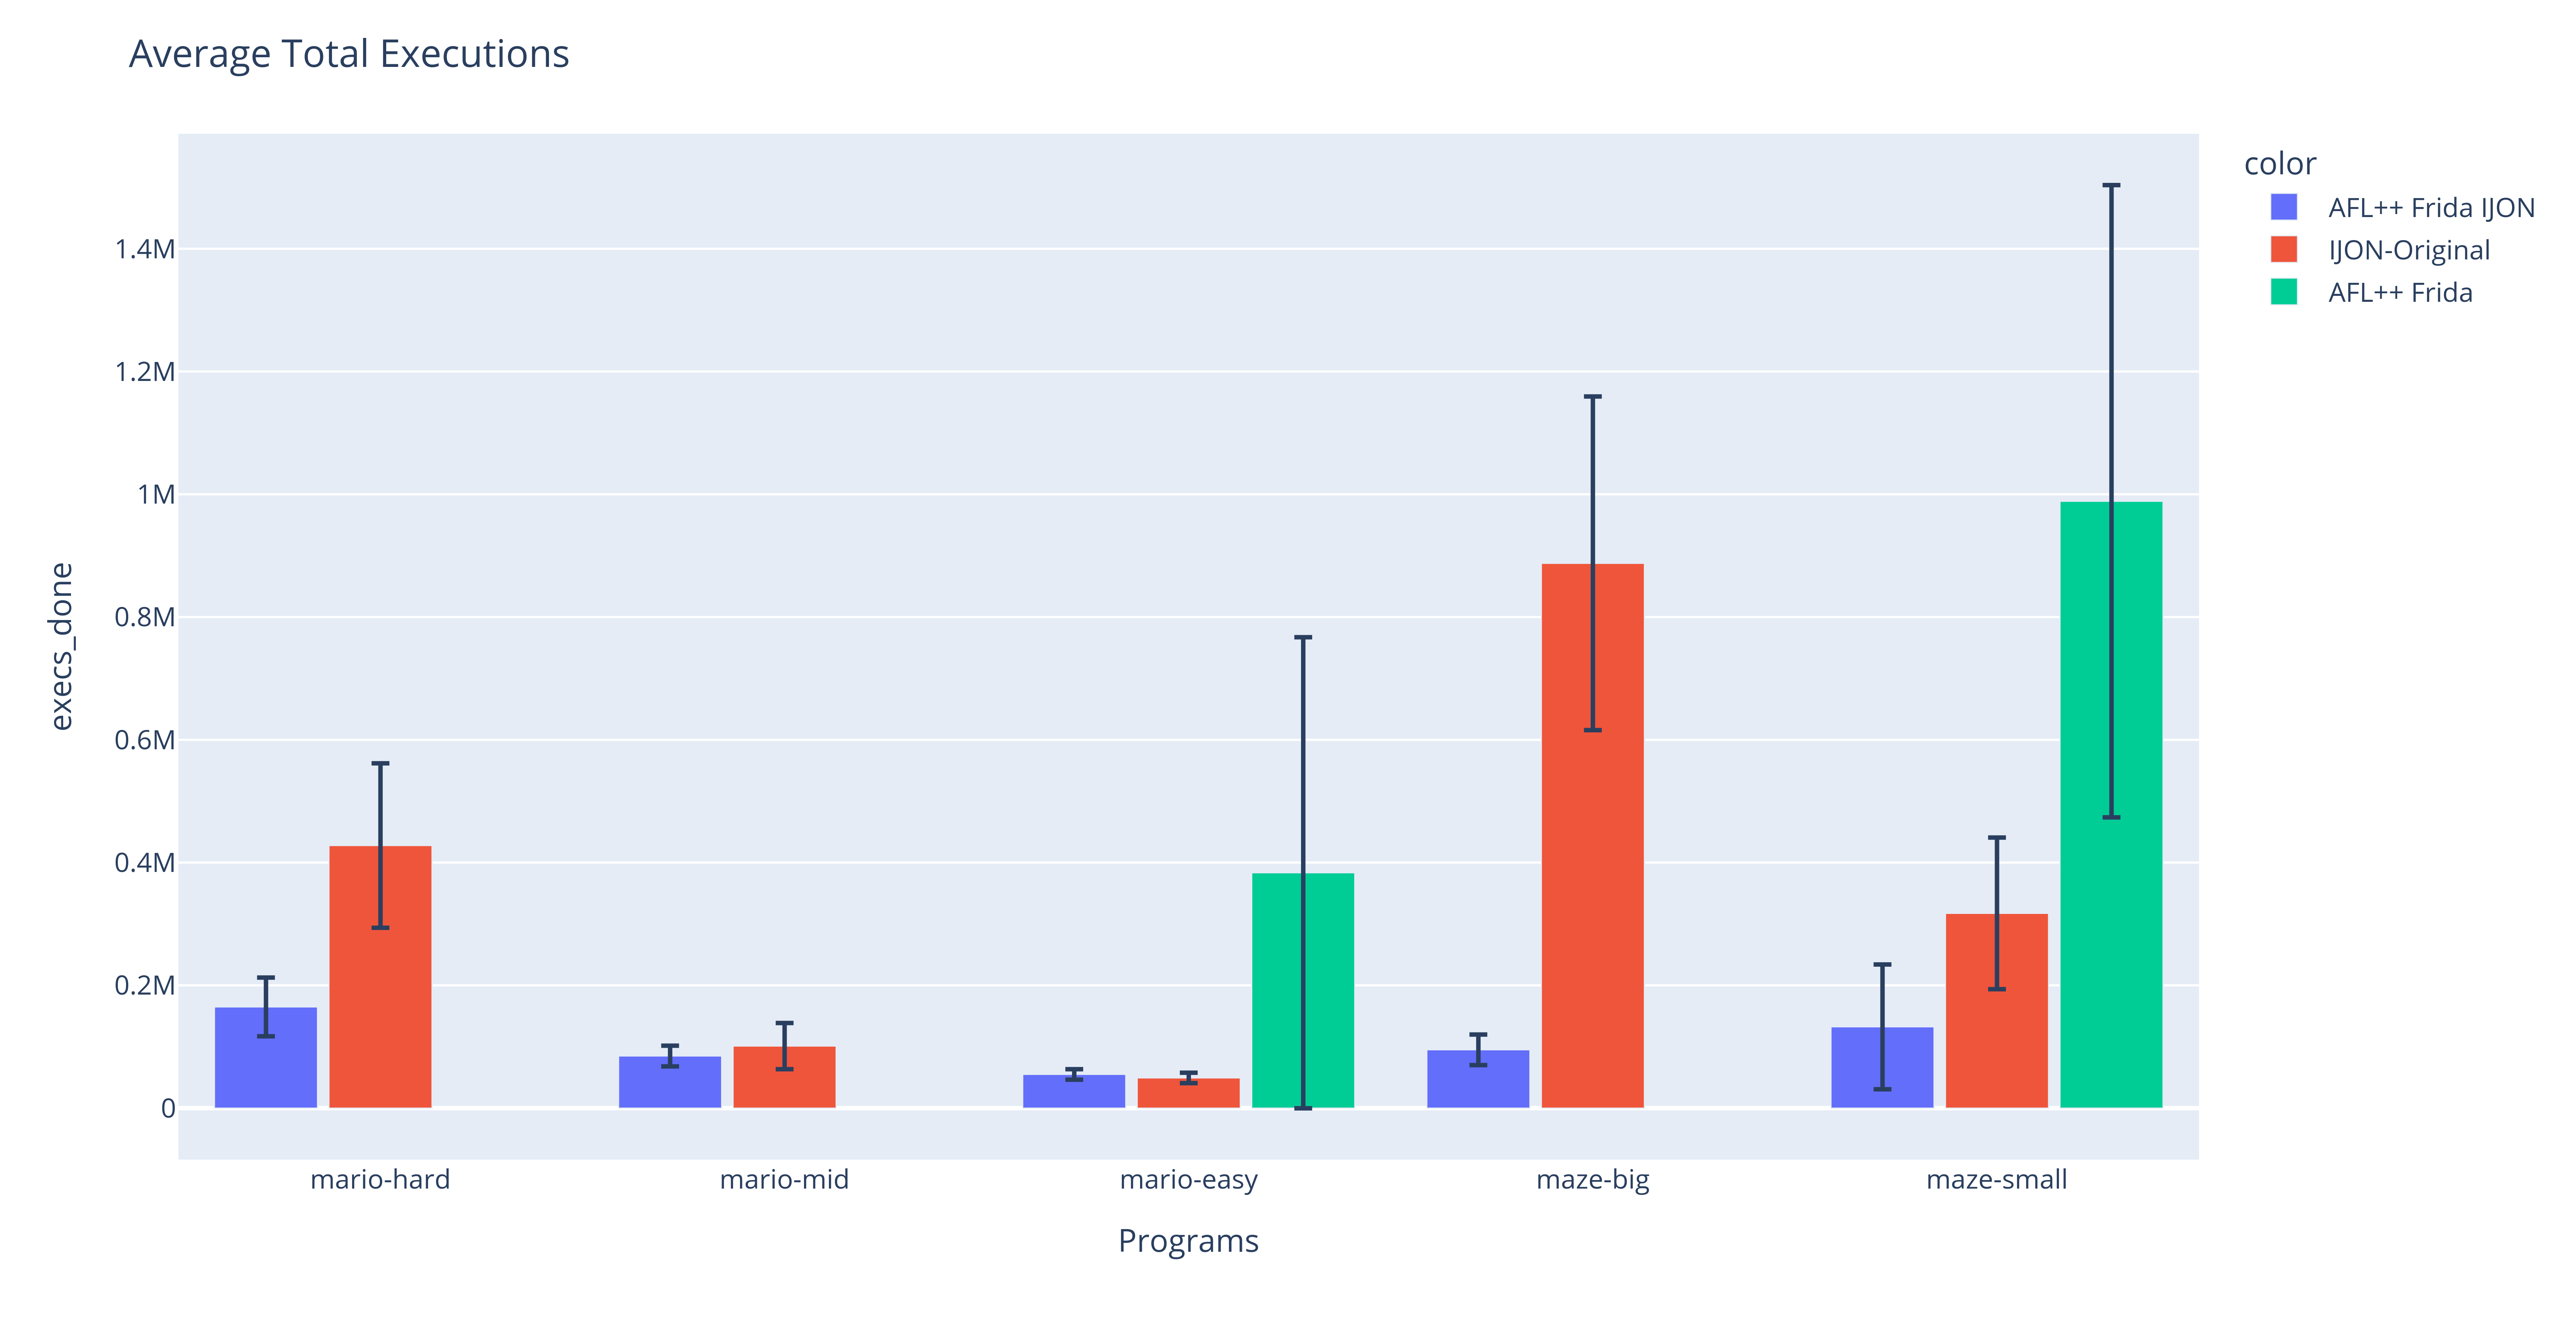 Average Total Executions
color
AFL++ Frida IJON
IJON-Original
AFL++ Frida
1.4M
1.2M
1M
0.8M
0.6M
0.4M
0.2M
0
execs_done
mario-hard
mario-mid
mario-easy
maze-big
maze-small
Programs